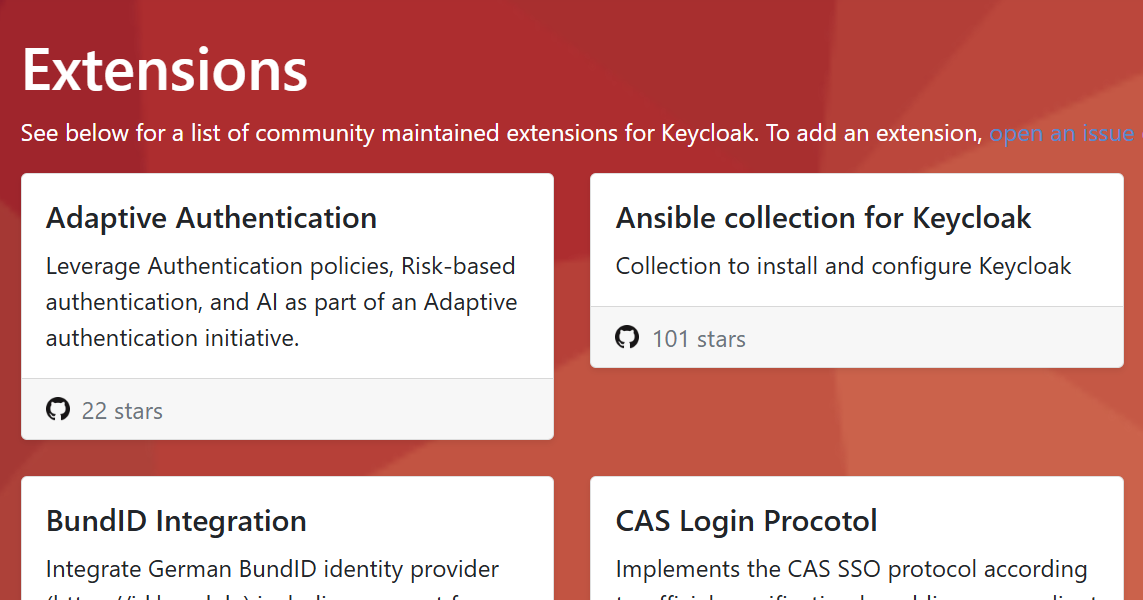 Extensions
See below for a list of community maintained extensions for Keycloak. To add an extension, open an issue
Adaptive Authentication
Leverage Authentication policies, Risk-based
authentication, and AI as part of an Adaptive
authentication initiative.
22 stars
Ansible collection for Keycloak
Collection to install and configure Keycloak
101 stars
BundID Integration
Integrate German BundID identity provider
CAS Login Procotol
Implements the CAS SSO protocol according